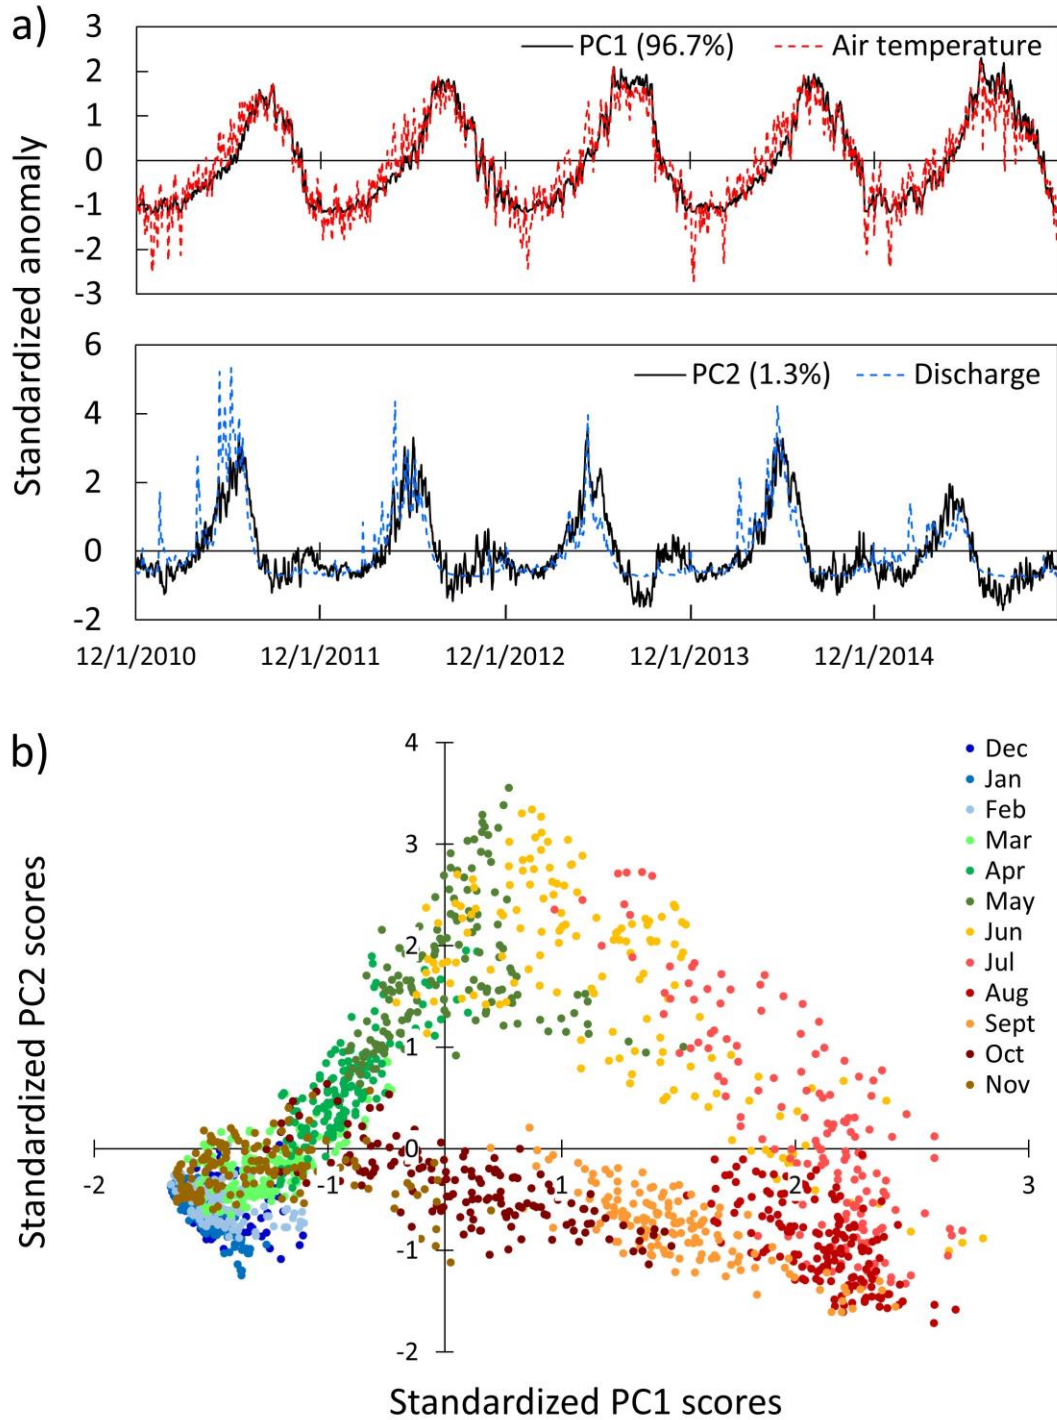 a)
Standardized anomaly
PC1 (96.7%) Air temperature
3
2
1
0
-1
-2
-3
PC2 (1.3%) Discharge
6
4
2
0
-2
12/1/2010 12/1/2011 12/1/2012 12/1/2013 12/1/2014
b)
Standardized PC2 scores
4
3
2
1
0
-1
-2
-2 -1 1 2 3
Dec
Jan
Feb
Mar
Apr
May
Jun
Jul
Aug
Sept
Oct
Nov
Standardized PC1 scores